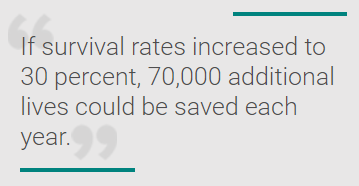 If survival rates increased to
30 percent, 70,000 additional
lives could be saved each
year.